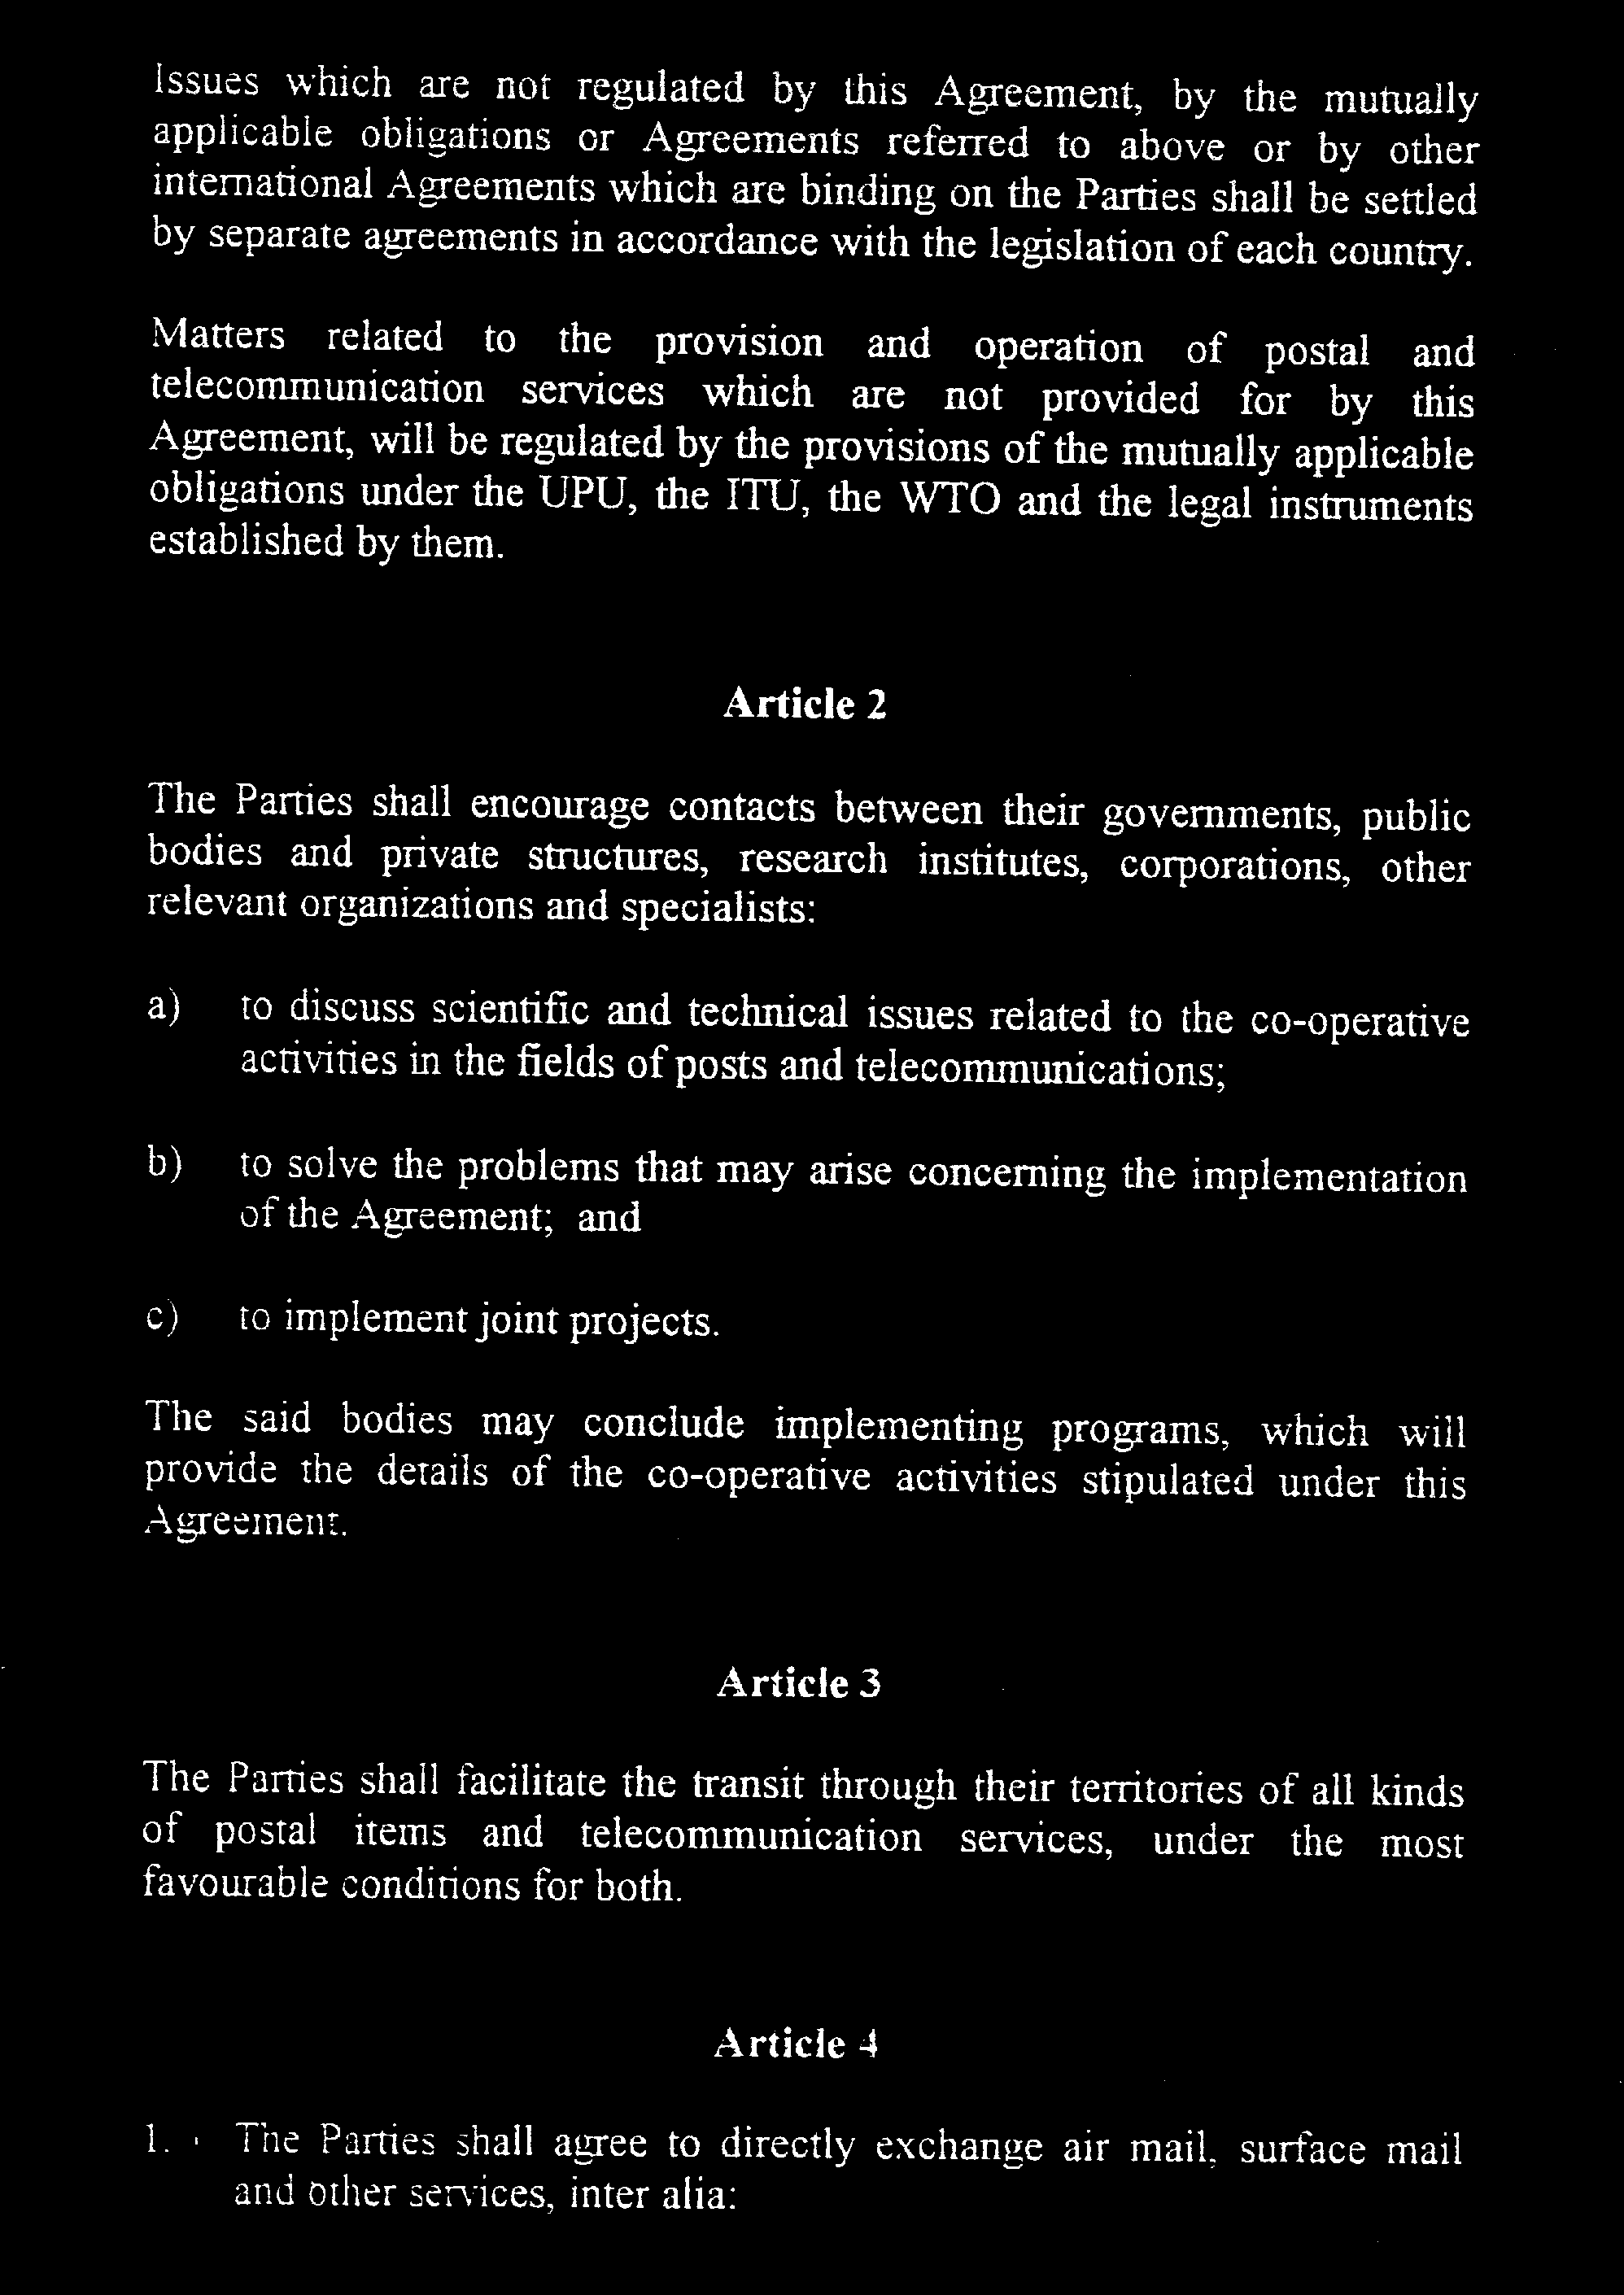 Issues which are not regulated by this Agreement, by the mutually
applicable obligations or Agreements referred to above or by other
international Agreements which are binding on the Parties shall be settled
by separate agreements in accordance with the legislation of each country.
Matters related to the provision and operation of postal and
telecommunication services which are not provided for by this
Agreement, will be regulated by the provisions of the mutually applicable
obligations under the UPU, the ITU, the WTO and the legal instruments
established by them.
Article 2
The Parties shall encourage contacts between their governments, public
bodies and private structures, research institutes, corporations, other
relevant organizations and specialists:
a) to discuss scientific and technical issues related to the co-operative
activities in the fields of posts and telecommunications;
b) to solve the problems that may arise concerning the implementation
of the Agreement; and
c) to implement joint projects.
The said bodies may conclude implementing programs, which will
provide the details of the co-operative activities stipulated under this
Agreement.
Article 3
The Parties shall facilitate the transit through their territories of all kinds
of postal items and telecommunication services, under the most
favourable conditions for both.
Article 4
1. The Parties shall agree to directly exchange air mail, surface mail
and other services, inter alia: